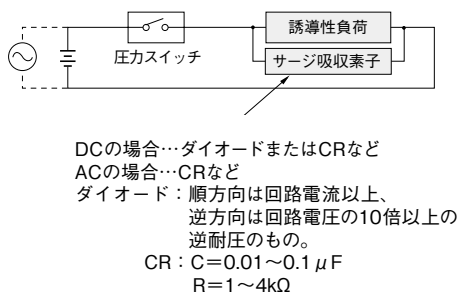 誘導性負荷
圧力スイッチ
サージ吸収素子
DCの場合…ダイオードまたはCRなど
ACの場合…CRなど
ダイオード：順方向は回路電流以上、
逆方向は回路電圧の10倍以上の
逆耐圧のもの。
CR：C＝0.01～0.1μF
R＝1～4kΩ